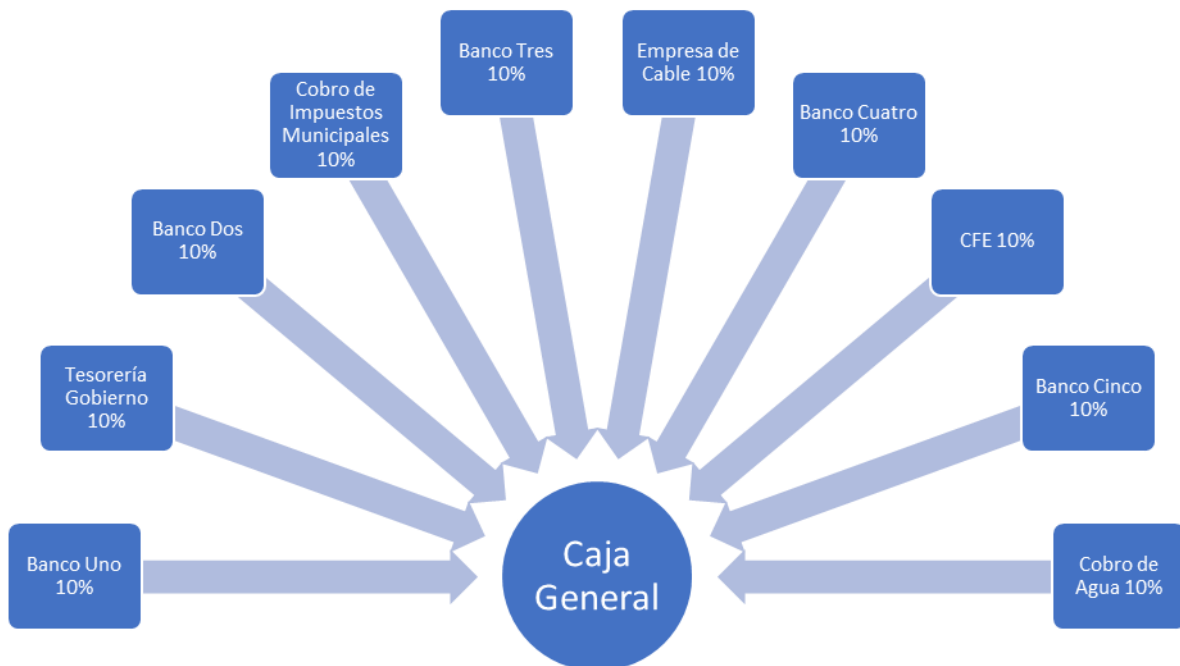 Banco Uno
10%
Tesorería
Gobierno
10%
Banco Dos
10%
Cobro de
Impuestos
Municipales
10%
Banco Tres
10%
Empresa de
Cable 10%
Banco Cuatro
10%
CFE 10%
Banco Cinco
10%
Cobro de
Agua 10%
Caja
General